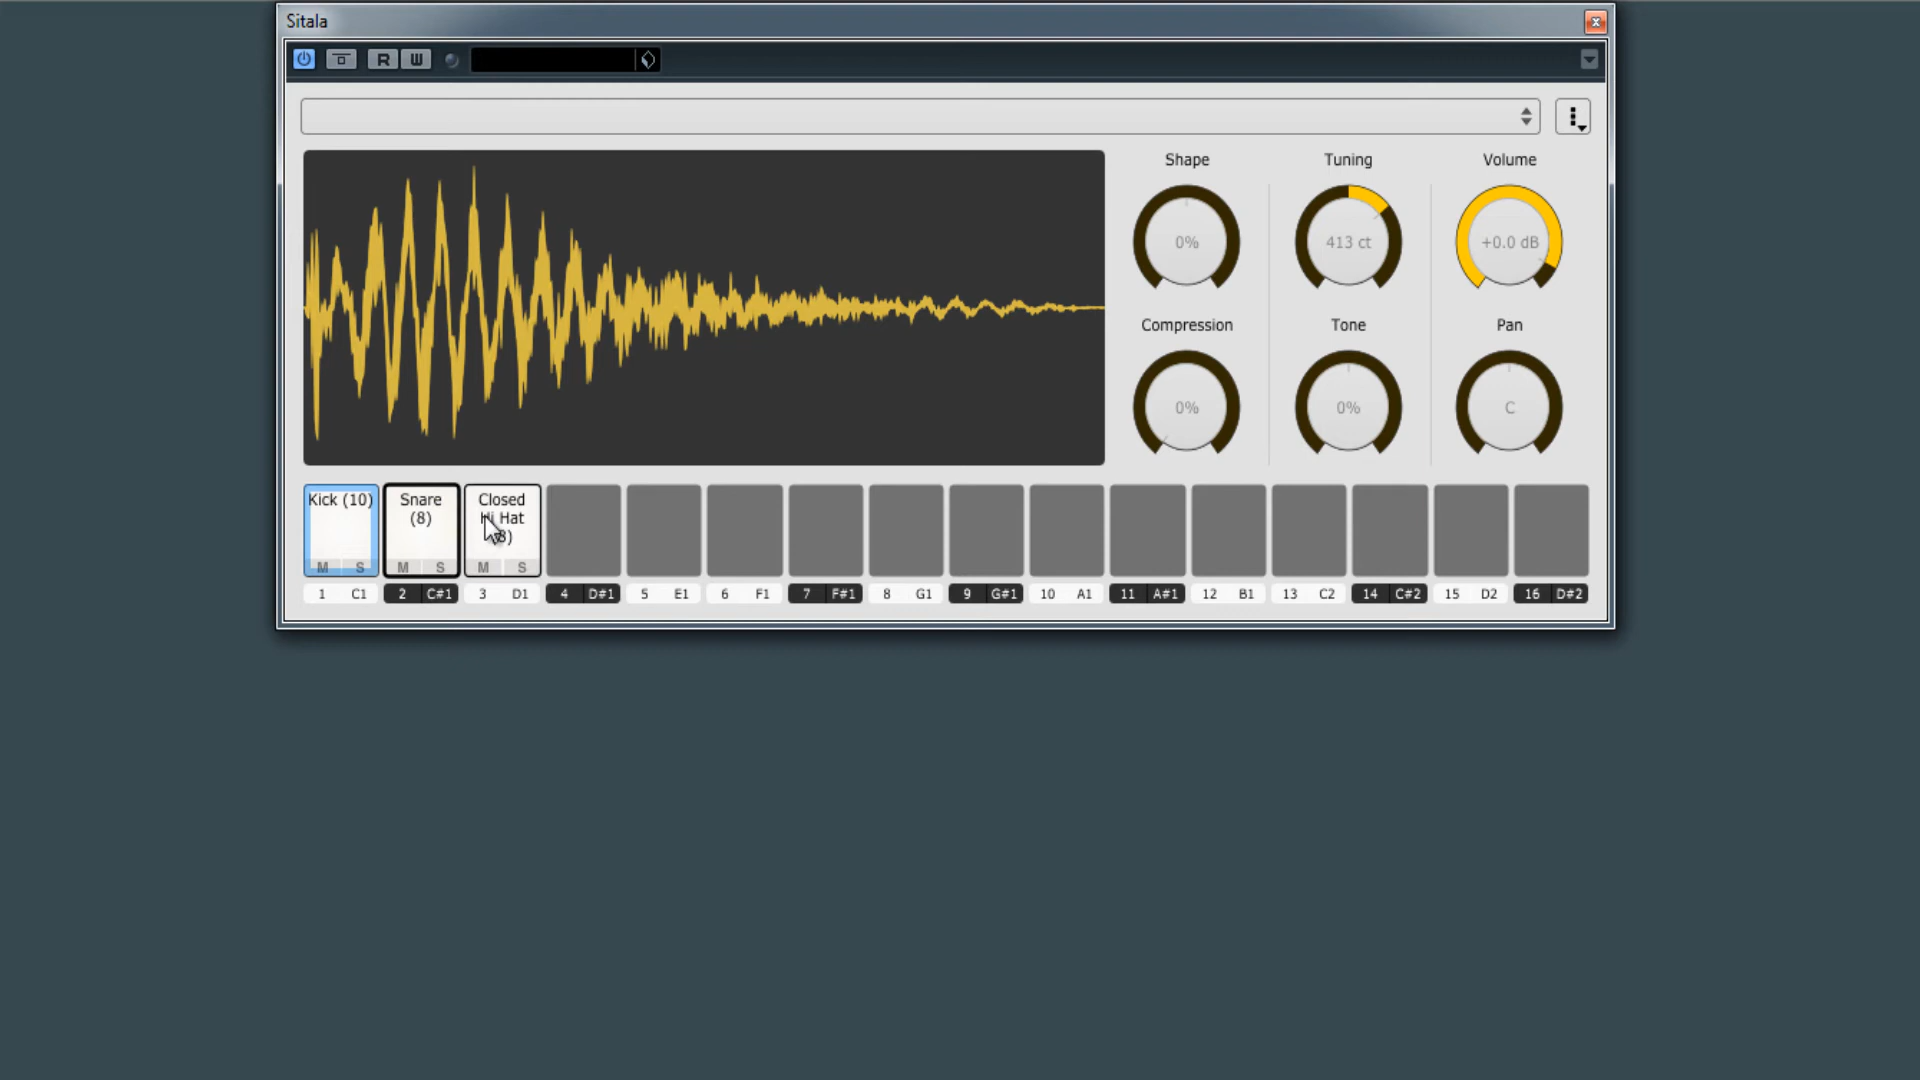 Sitala
R W
Shape Tuning Volume
0% 413 ct +0.0 dB
Compression Tone Pan
0% 0% C
Kick (10)
M S
Snare
(8)
M S
Closed
Hi Hat
M S
1 C1 2 C#1 3 D1 4 D#1 5 E1 6 F1 7 F#1 8 G1 9 G#1 10 A1 11 A#1 12 B1 13 C2 14 C#2 15 D2 16 D#2